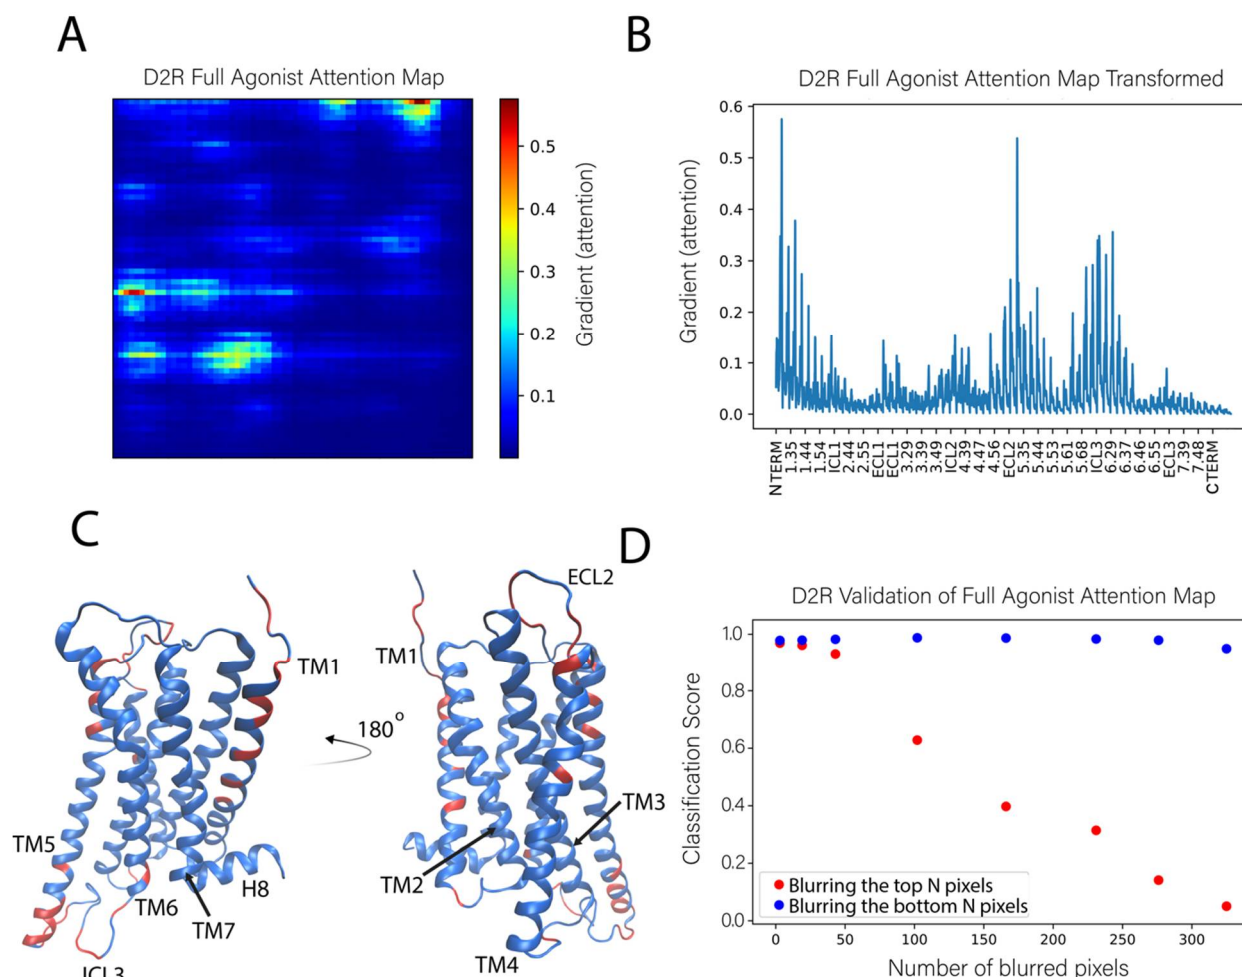 A
D2R Full Agonist Attention Map
0.5
0.4
0.3
0.2
0.1
Gradient (attention)
B
D2R Full Agonist Attention Map Transformed
0.6
0.5
0.4
0.3
0.2
0.1
0.0
Gradient (attention)
NTERM
1.35
1.44
1.54
ICL1
2.44
2.55
ECL1
ECL1
3.29
3.39
3.49
ICL2
4.39
4.47
4.56
ECL2
5.35
5.44
5.53
5.61
5.68
ICL3
6.29
6.37
6.46
6.55
ECL3
7.39
7.48
CTERM
C
TM1
TM5
TM6
TM7
H8
ICL3
180°
ECL2
TM1
TM3
TM2
TM4
D
D2R Validation of Full Agonist Attention Map
1.0
0.8
0.6
0.4
0.2
0.0
Classification Score
Blurring the top N pixels
Blurring the bottom N pixels
0
50
100
150
200
250
300
Number of blurred pixels